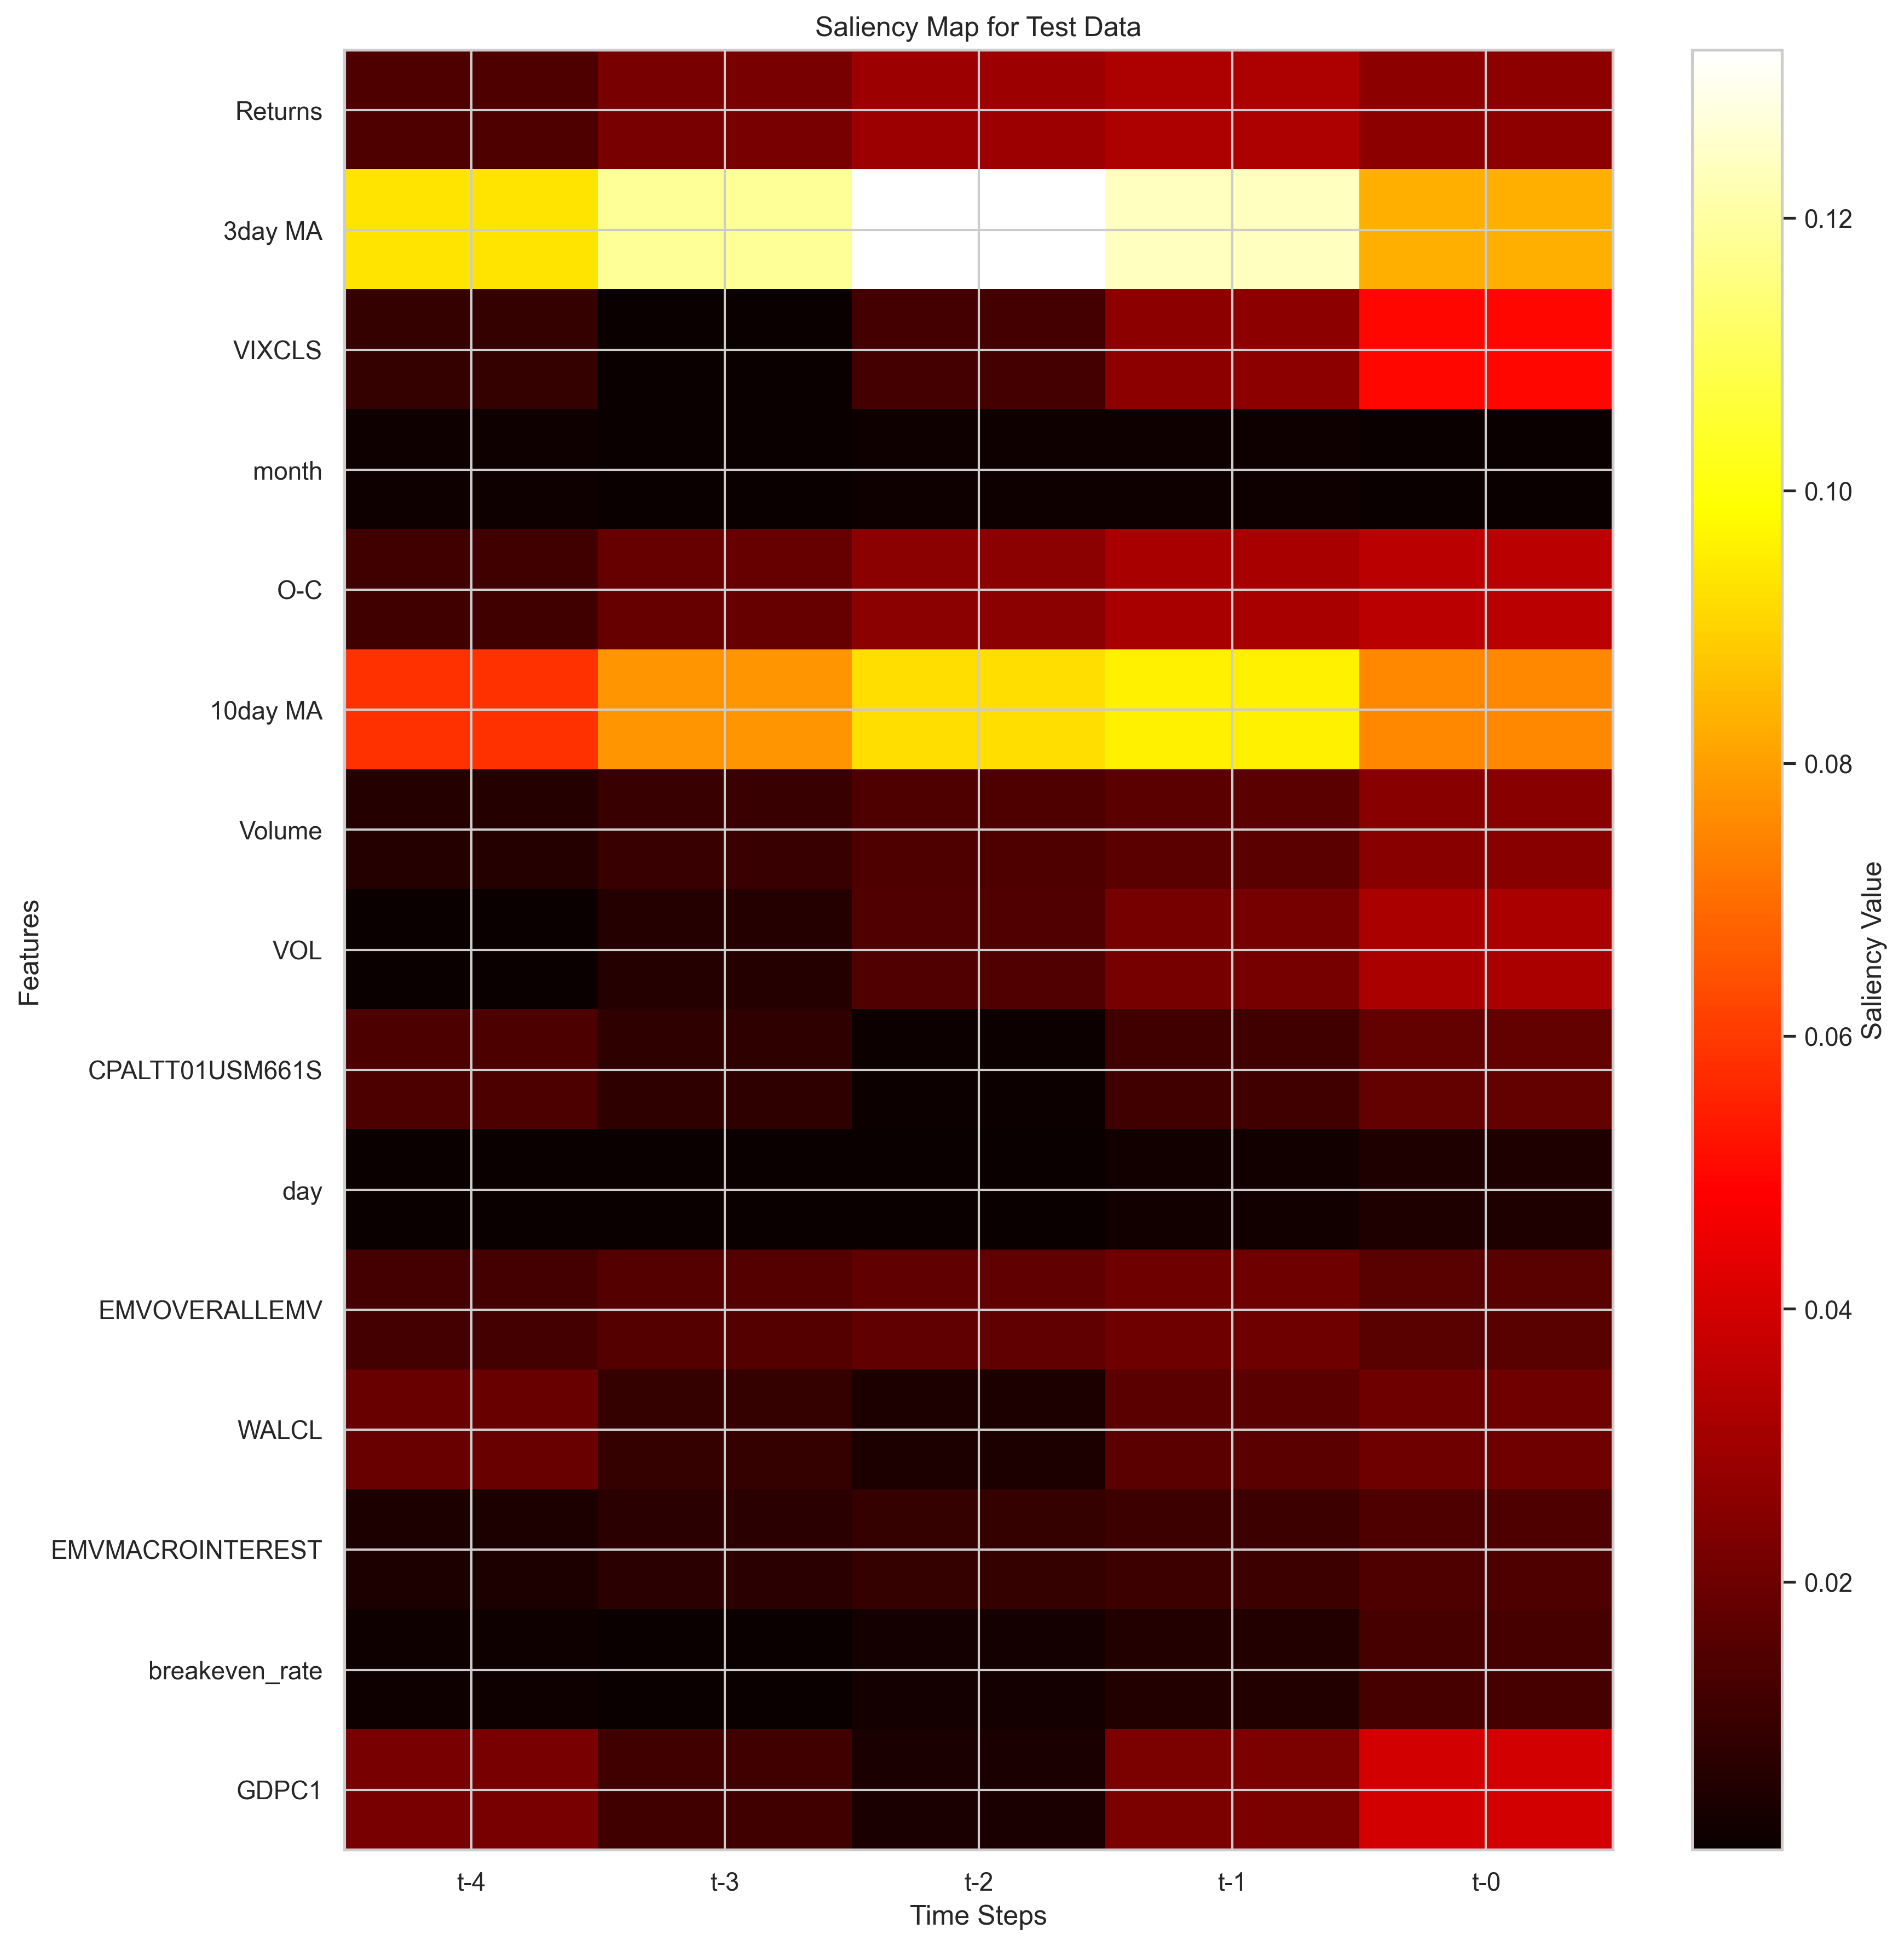 Saliency Map for Test Data
Returns
3day MA
VIXCLS
month
O-C
10day MA
Volume
VOL
CPALTT01USM661S
day
EMVOVERALLEMV
WALCL
EMVMACROINTEREST
breakeven_rate
GDPC1
Features
t-4
t-3
t-2
t-1
t-0
Time Steps
0.12
0.10
0.08
0.06
0.04
0.02
Saliency Value